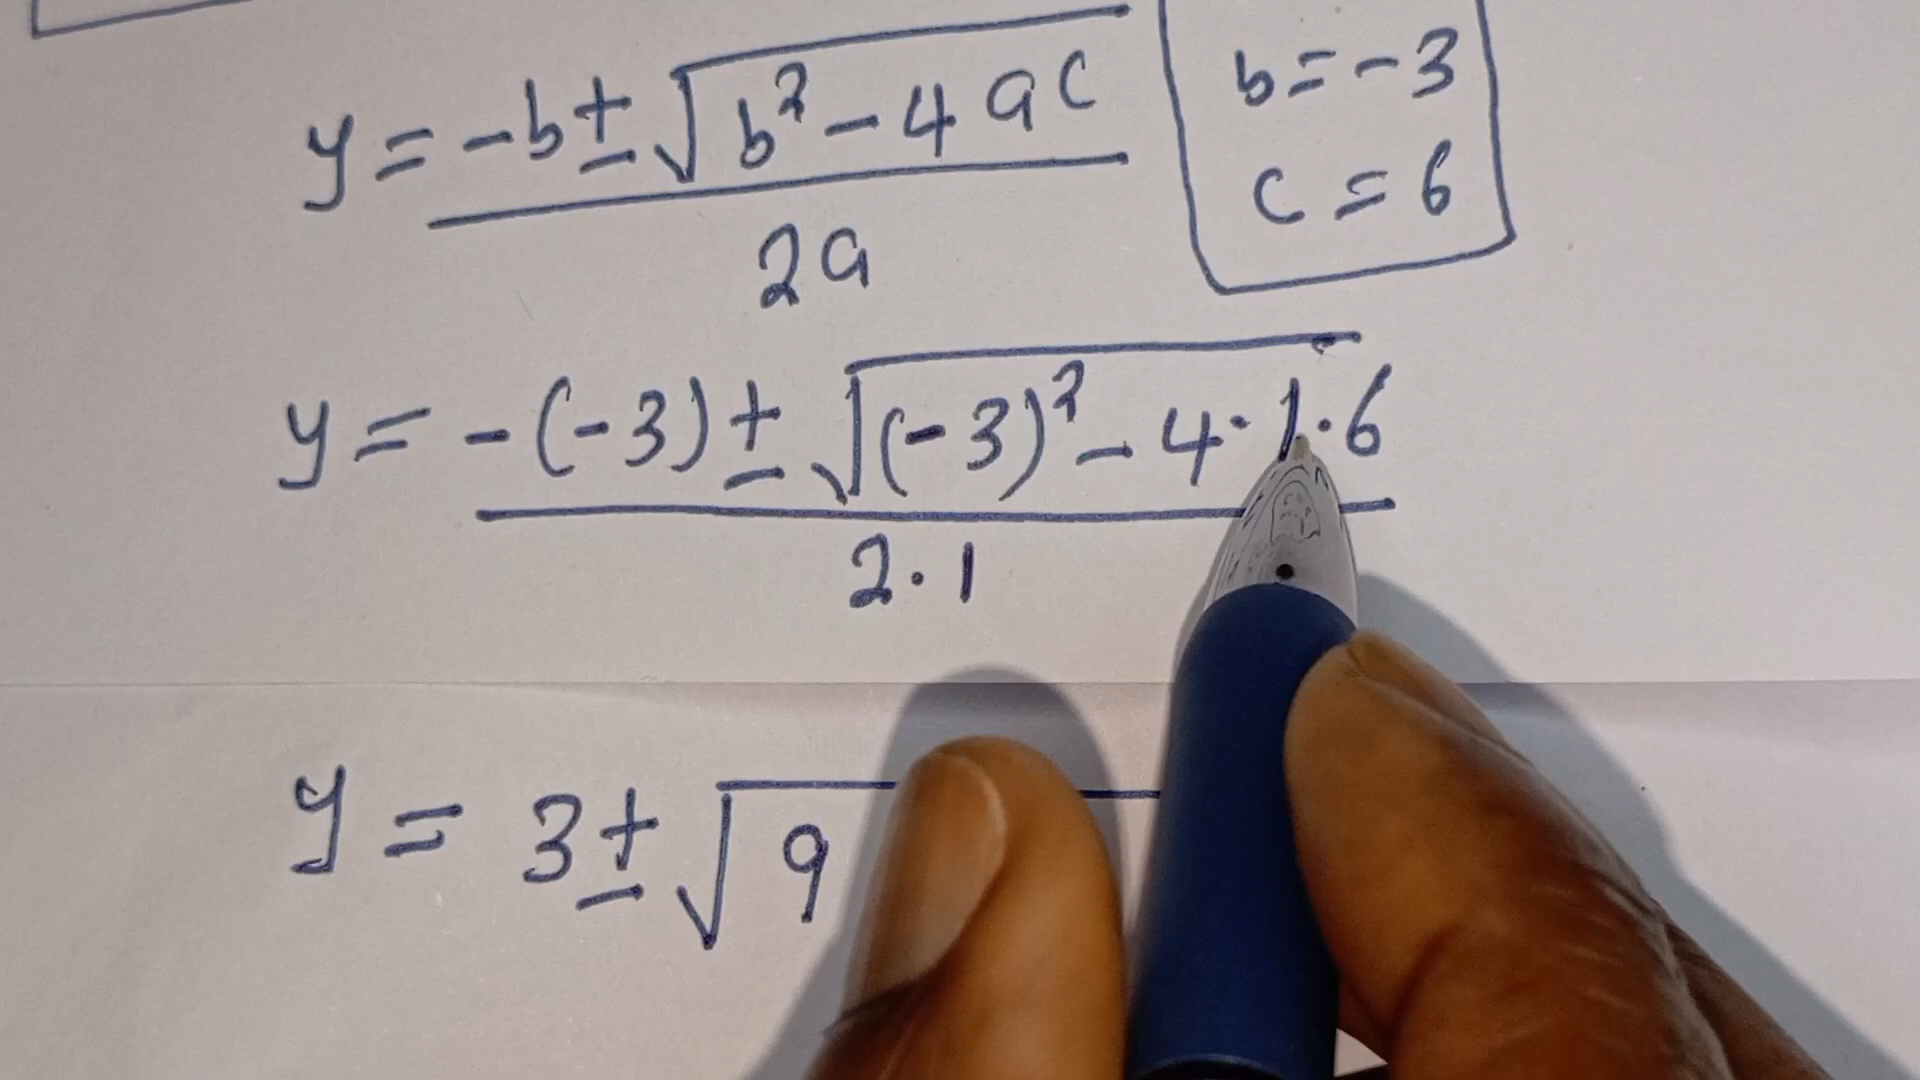 y = -b ± √(b² - 4ac)
2a
b = -3
c = 6
y = -(-3) ± √((-3)² - 4·1·6)
2·1
y = 3 ± √9